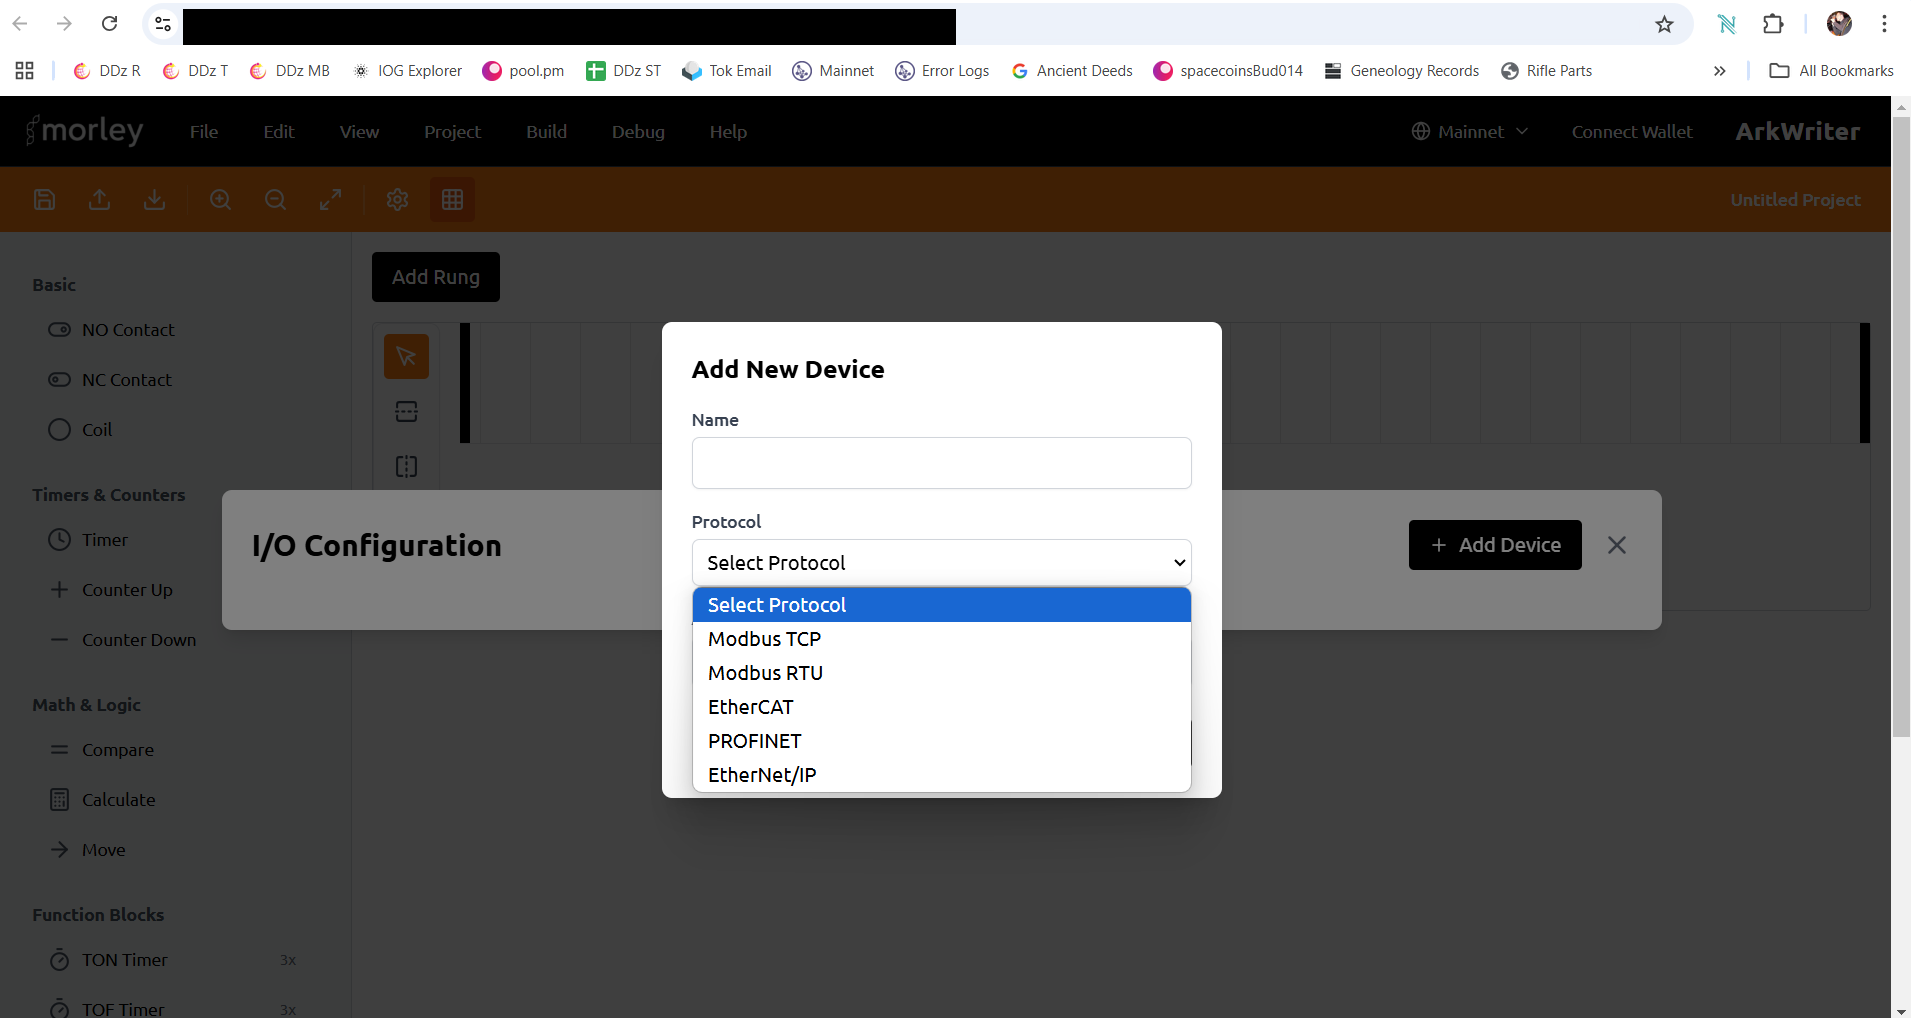 DDz R DDz T DDz MB IOG Explorer pool.pm DDz ST Tok Email Mainnet Error Logs Ancient Deeds spacecoinsBud014 Geneology Records Rifle Parts All Bookmarks
morley File Edit View Project Build Debug Help Mainnet Connect Wallet ArkWriter
Untitled Project
Basic
NO Contact
NC Contact
Coil
Timers & Counters
Timer
Counter Up
Counter Down
Math & Logic
Compare
Calculate
Move
Function Blocks
TON Timer 3x
TOF Timer 3x
Add Rung
I/O Configuration
Add Device
Add New Device
Name
Protocol
Select Protocol
Select Protocol
Modbus TCP
Modbus RTU
EtherCAT
PROFINET
EtherNet/IP